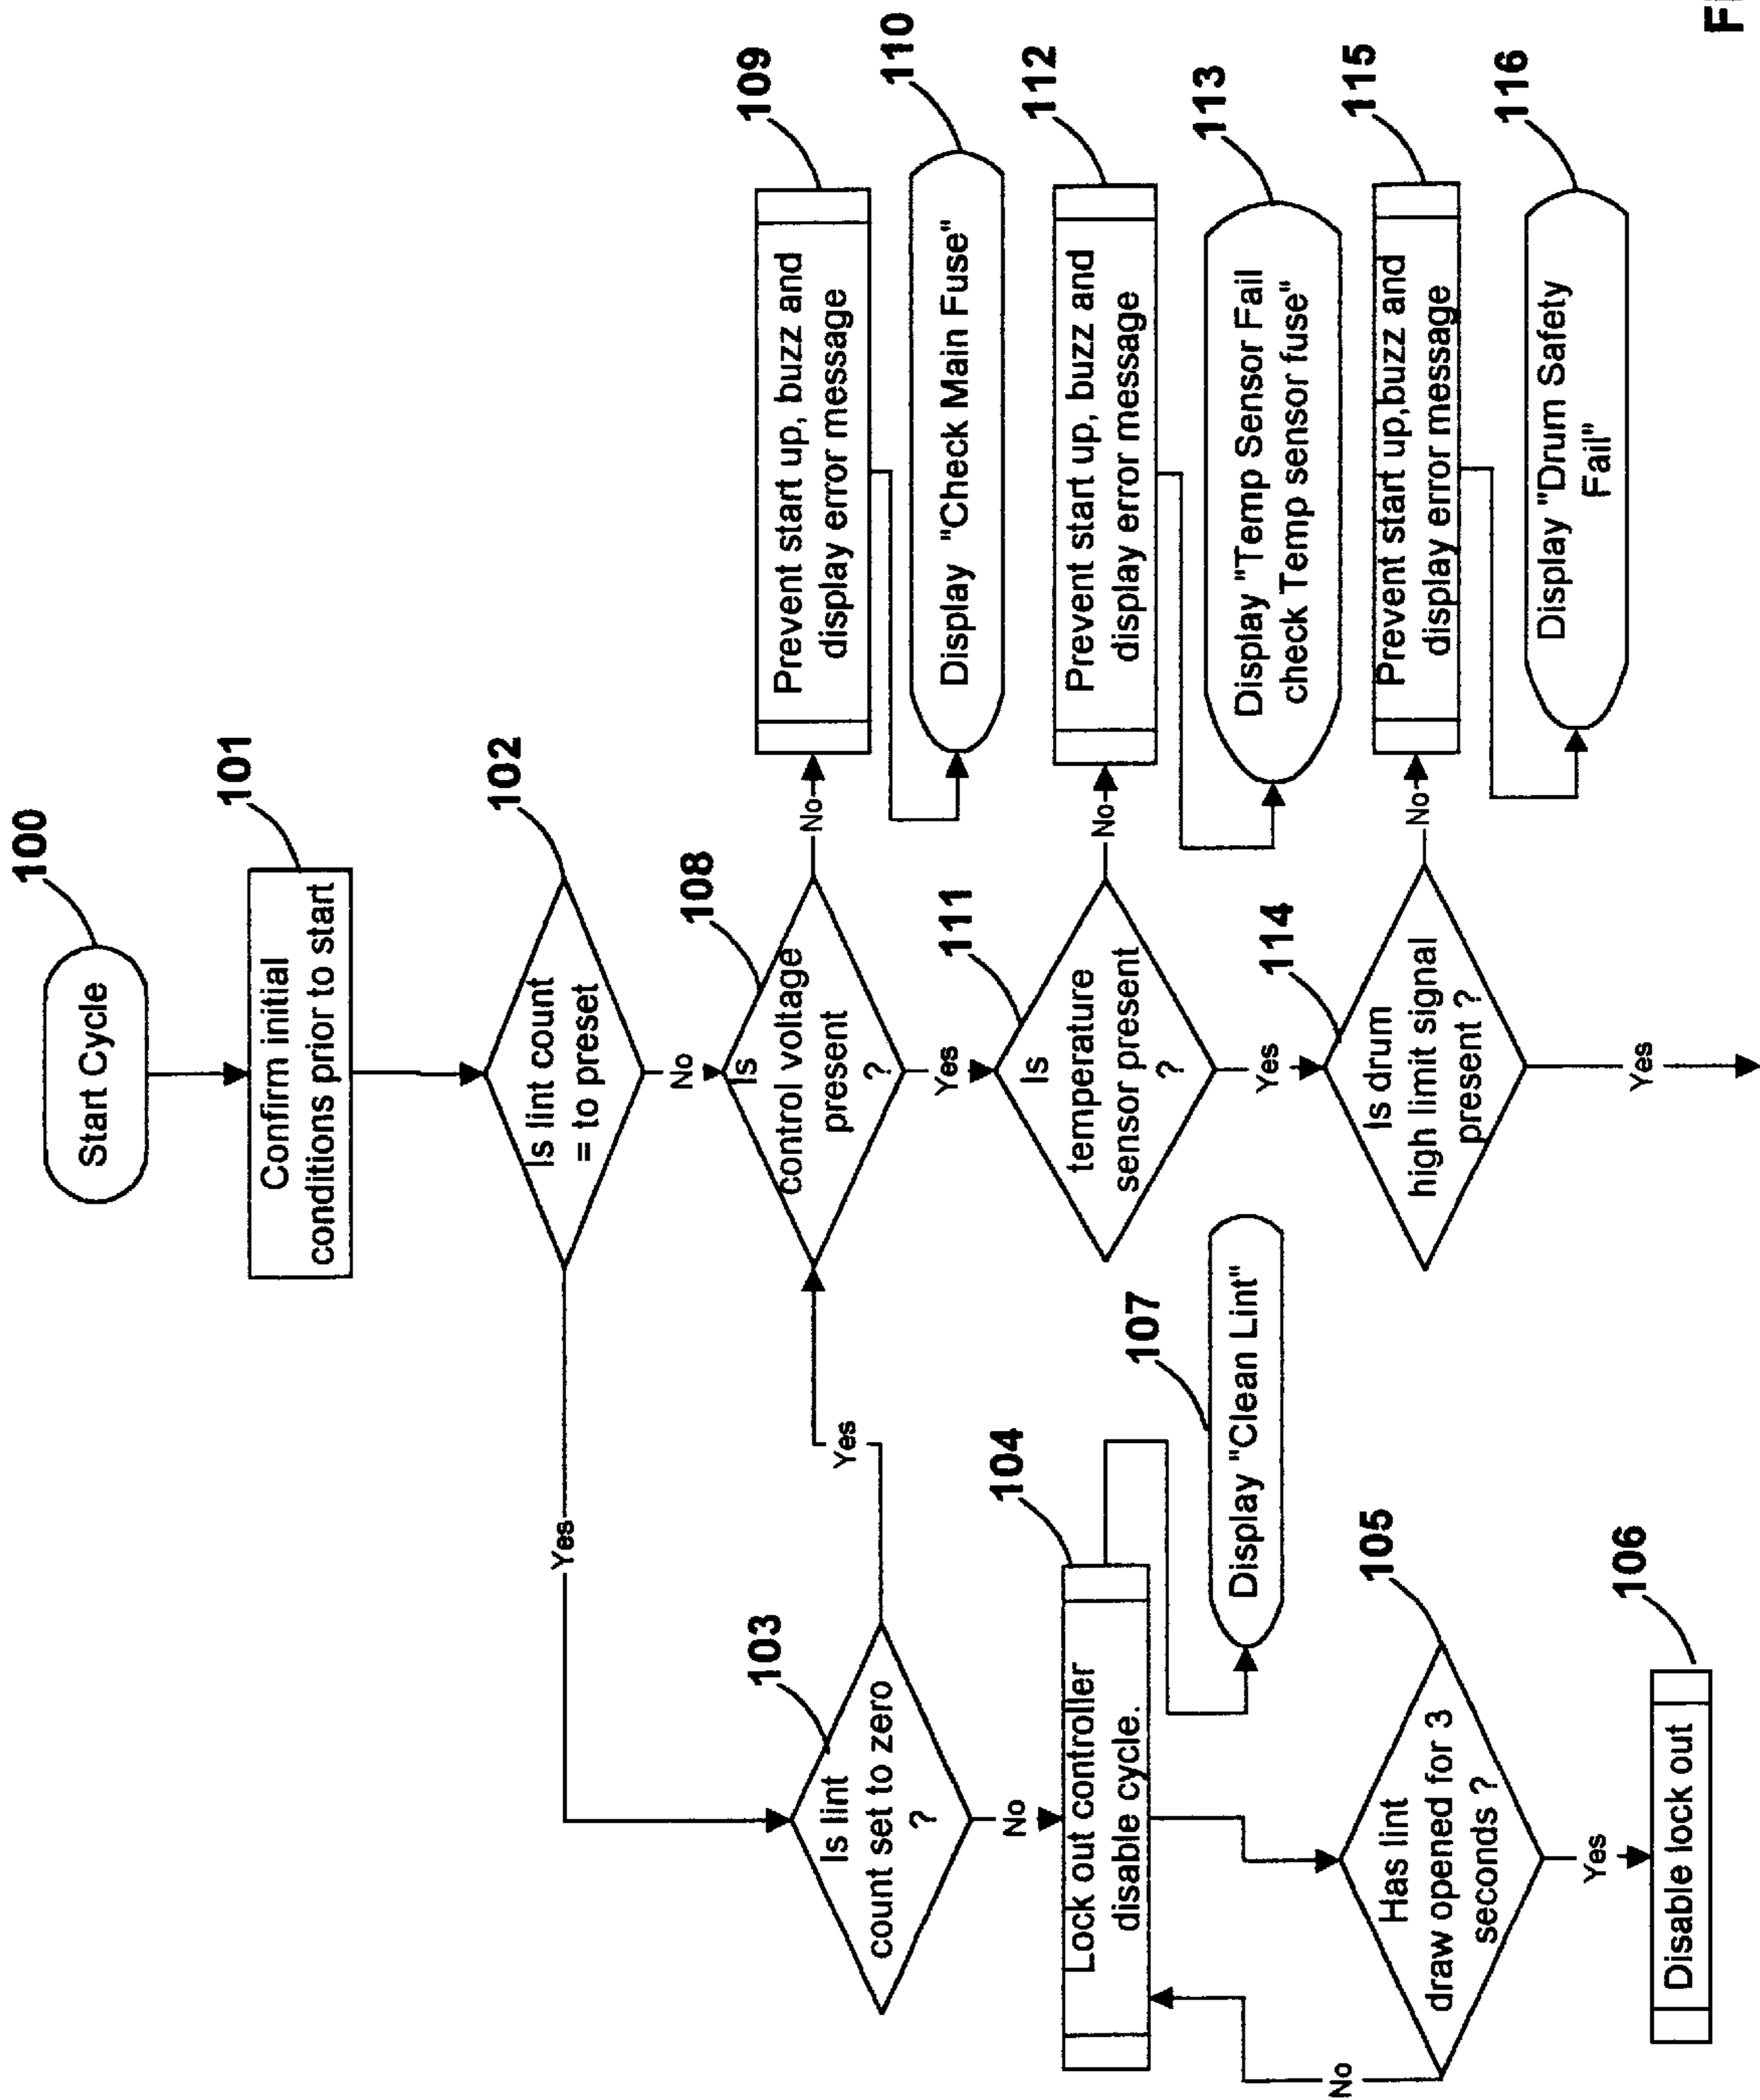 100
Start Cycle
101
Confirm initial
conditions prior to start
102
Is lint count
= to preset
Yes
No
103
Is lint
count set to zero
?
Yes
No
104
Lock out controller
disable cycle.
107
Display "Clean Lint"
105
Has lint
draw opened for 3
seconds ?
No
Yes
106
Disable lock out
108
Is
control voltage
present
?
No
Yes
109
Prevent start up, buzz and
display error message
110
Display "Check Main Fuse"
111
Is
temperature
sensor present
?
No
Yes
112
Prevent start up, buzz and
display error message
113
Display "Temp Sensor Fail
check Temp sensor fuse"
114
Is drum
high limit signal
present ?
No
Yes
115
Prevent start up,buzz and
display error message
116
Display "Drum Safety
Fail"